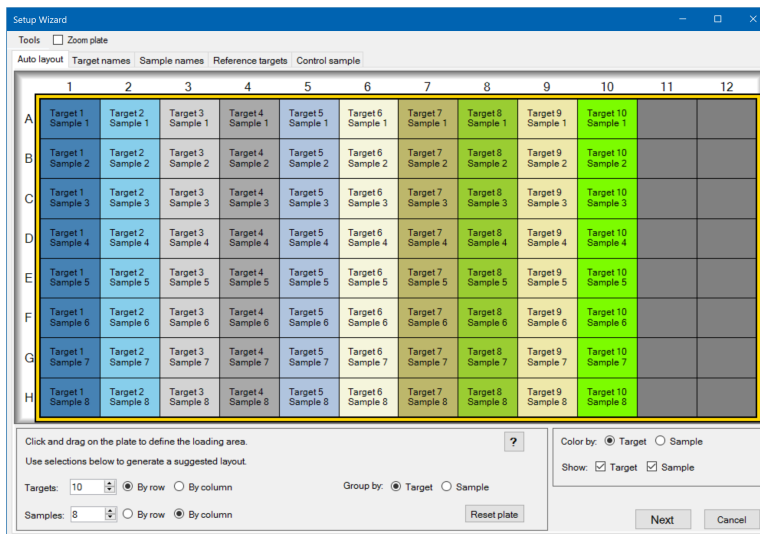 Setup Wizard
Tools Zoom plate
Auto layout Target names Sample names Reference targets Control sample
1 2 3 4 5 6 7 8 9 10 11 12
A Target 1 Target 2 Target 3 Target 4 Target 5 Target 6 Target 7 Target 8 Target 9 Target 10
Sample 1 Sample 1 Sample 1 Sample 1 Sample 1 Sample 1 Sample 1 Sample 1 Sample 1 Sample 1
B Target 1 Target 2 Target 3 Target 4 Target 5 Target 6 Target 7 Target 8 Target 9 Target 10
Sample 2 Sample 2 Sample 2 Sample 2 Sample 2 Sample 2 Sample 2 Sample 2 Sample 2 Sample 2
C Target 1 Target 2 Target 3 Target 4 Target 5 Target 6 Target 7 Target 8 Target 9 Target 10
Sample 3 Sample 3 Sample 3 Sample 3 Sample 3 Sample 3 Sample 3 Sample 3 Sample 3 Sample 3
D Target 1 Target 2 Target 3 Target 4 Target 5 Target 6 Target 7 Target 8 Target 9 Target 10
Sample 4 Sample 4 Sample 4 Sample 4 Sample 4 Sample 4 Sample 4 Sample 4 Sample 4 Sample 4
E Target 1 Target 2 Target 3 Target 4 Target 5 Target 6 Target 7 Target 8 Target 9 Target 10
Sample 5 Sample 5 Sample 5 Sample 5 Sample 5 Sample 5 Sample 5 Sample 5 Sample 5 Sample 5
F Target 1 Target 2 Target 3 Target 4 Target 5 Target 6 Target 7 Target 8 Target 9 Target 10
Sample 6 Sample 6 Sample 6 Sample 6 Sample 6 Sample 6 Sample 6 Sample 6 Sample 6 Sample 6
G Target 1 Target 2 Target 3 Target 4 Target 5 Target 6 Target 7 Target 8 Target 9 Target 10
Sample 7 Sample 7 Sample 7 Sample 7 Sample 7 Sample 7 Sample 7 Sample 7 Sample 7 Sample 7
H Target 1 Target 2 Target 3 Target 4 Target 5 Target 6 Target 7 Target 8 Target 9 Target 10
Sample 8 Sample 8 Sample 8 Sample 8 Sample 8 Sample 8 Sample 8 Sample 8 Sample 8 Sample 8
Click and drag on the plate to define the loading area. ?
Use selections below to generate a suggested layout.
Targets: 10 By row By column Group by: Target Sample
Samples: 8 By row By column Reset plate
Color by: Target Sample
Show: Target Sample
Next Cancel